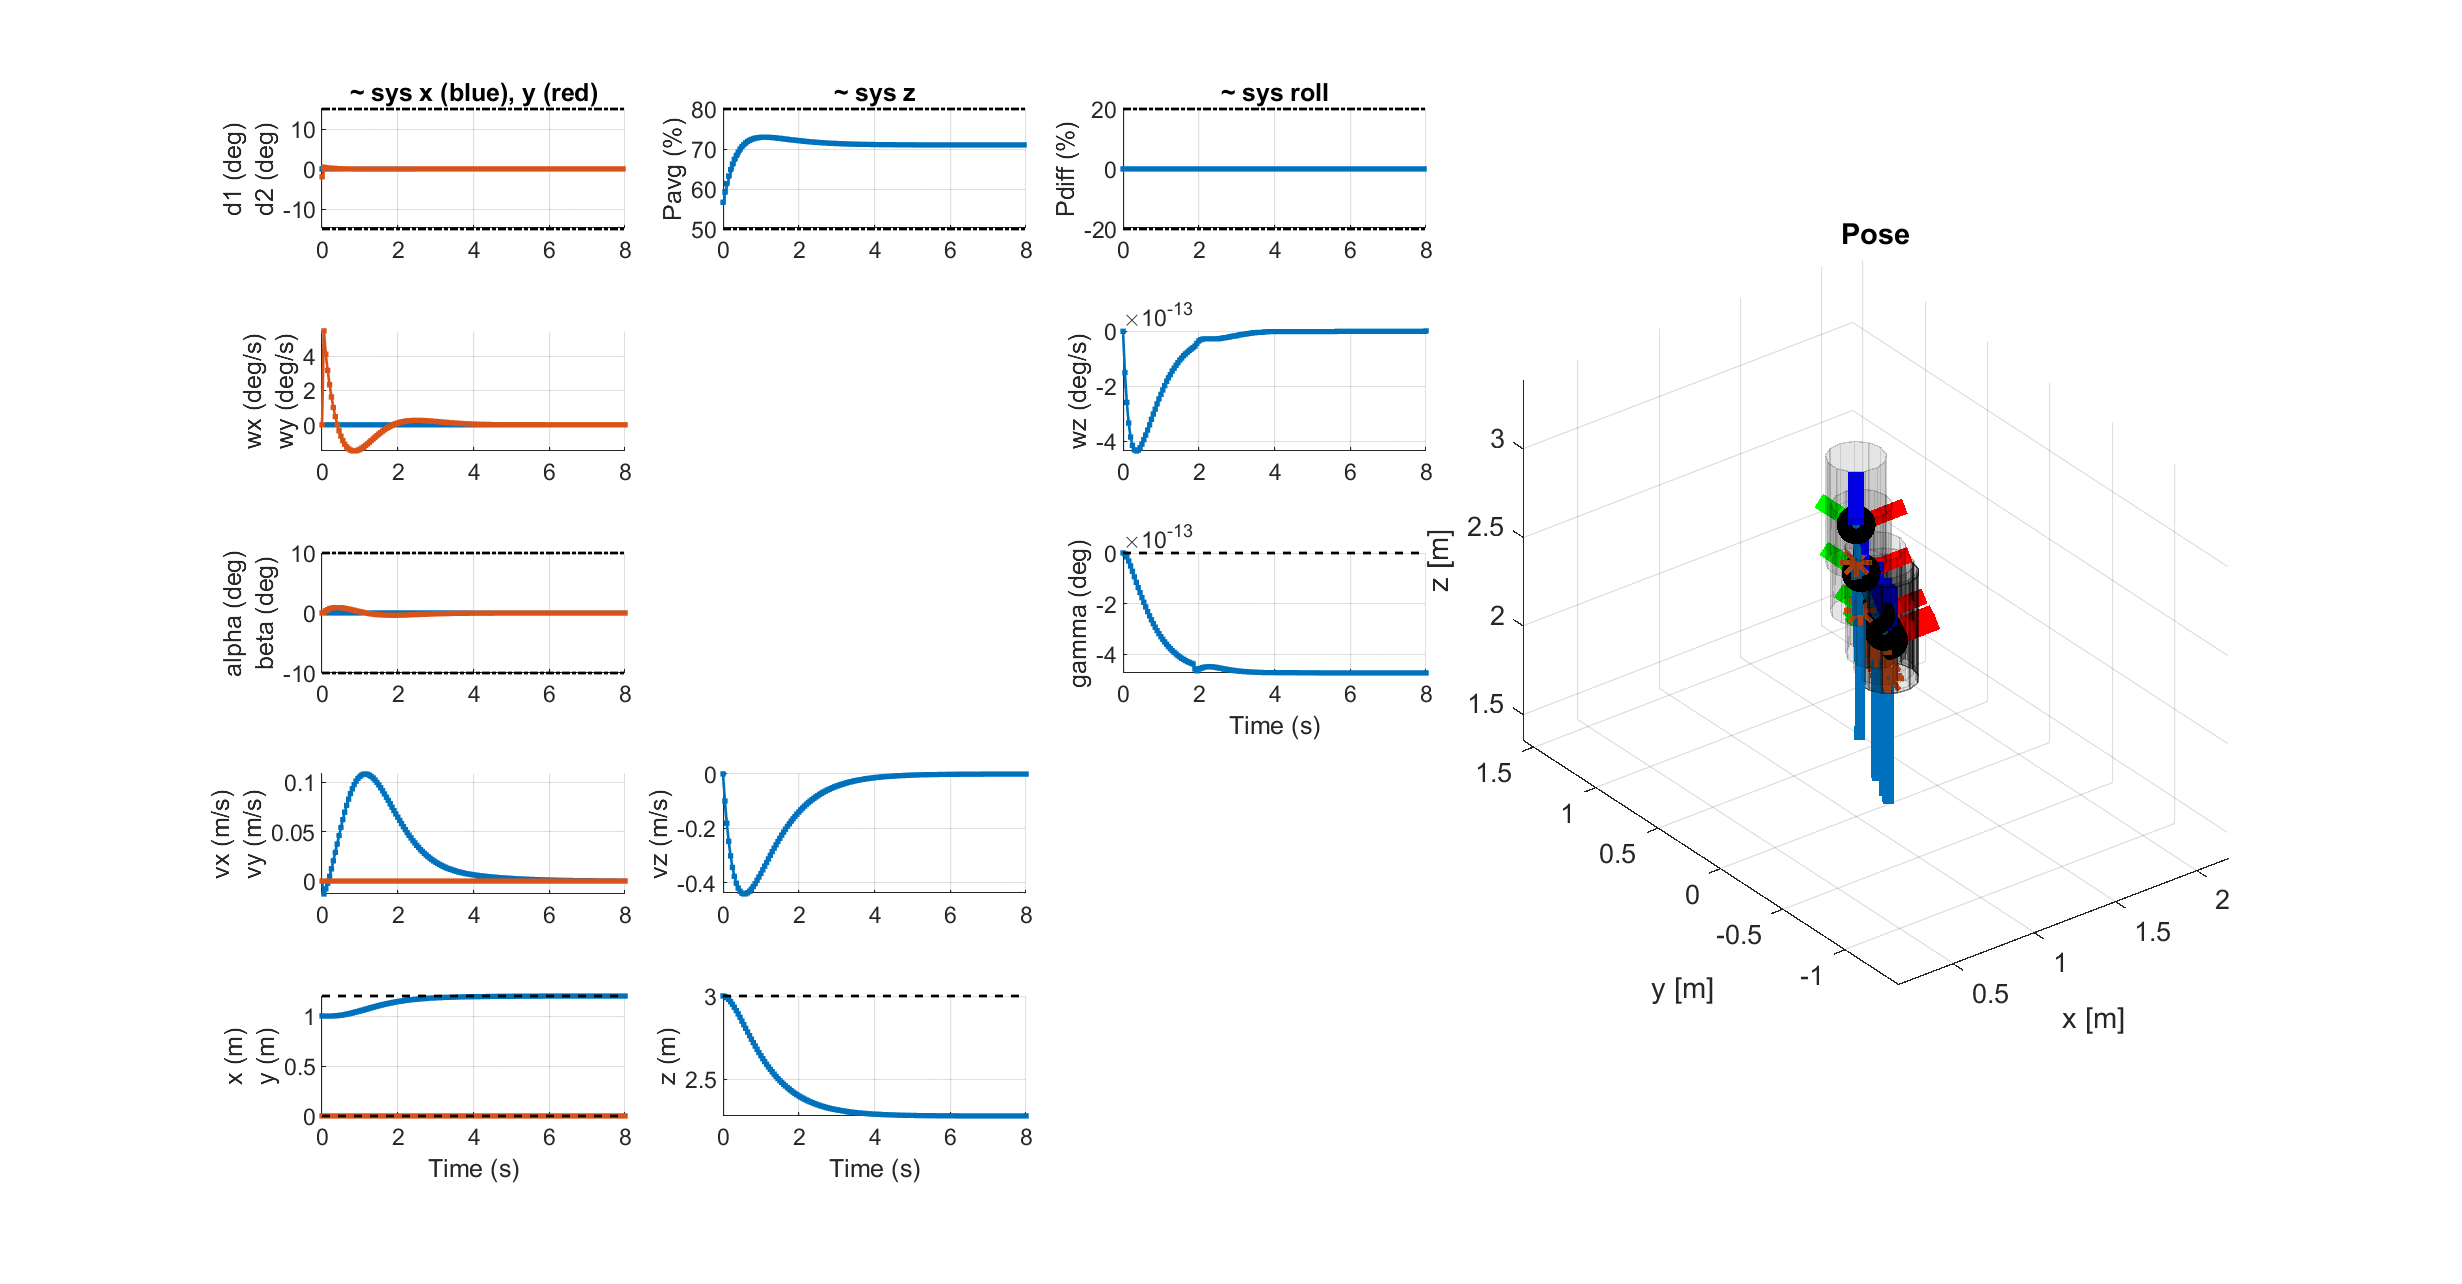 ~ sys x (blue), y (red)
d1 (deg)
d2 (deg)
10
0
-10
0 2 4 6 8
~ sys z
Pavg (%)
80
70
60
50
0 2 4 6 8
~ sys roll
Pdiff (%)
20
0
-20
0 2 4 6 8
wx (deg/s)
wy (deg/s)
4
2
0
0 2 4 6 8
×10-13
wz (deg/s)
0
-2
-4
0 2 4 6 8
alpha (deg)
beta (deg)
10
0
-10
0 2 4 6 8
×10-13
gamma (deg)
0
-2
-4
0 2 4 6 8
Time (s)
vx (m/s)
vy (m/s)
0.1
0.05
0
0 2 4 6 8
vz (m/s)
0
-0.2
-0.4
0 2 4 6 8
x (m)
y (m)
1
0.5
0
0 2 4 6 8
Time (s)
z (m)
3
2.5
0 2 4 6 8
Time (s)
Pose
z [m]
3
2.5
2
1.5
1.5
1
0.5
0
-0.5
-1
y [m]
0.5
1
1.5
2
x [m]